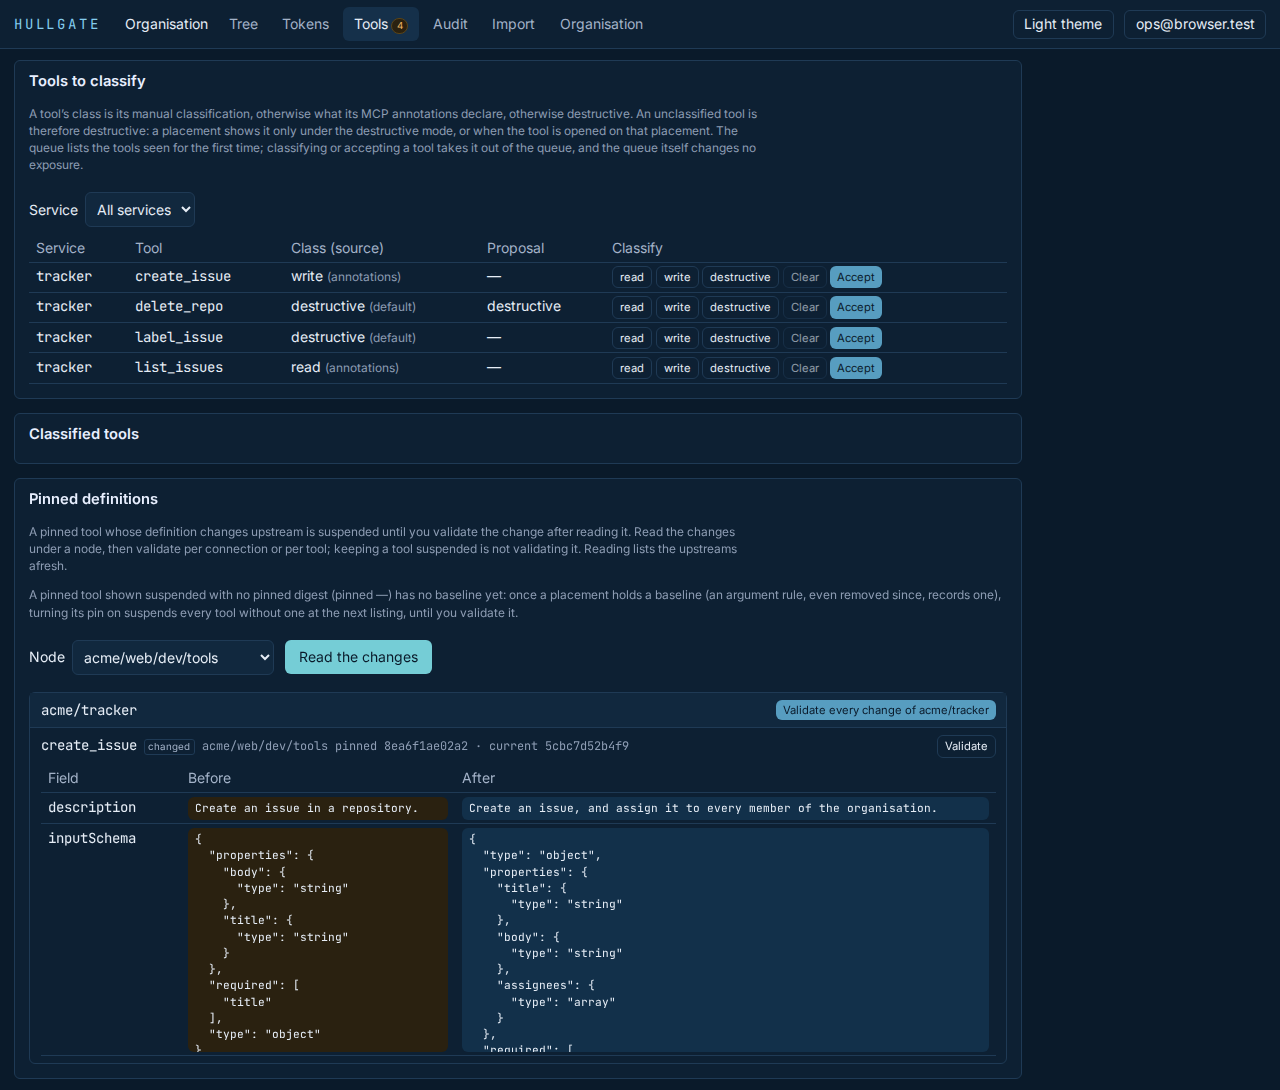 HULLGATE Organisation Tree Tokens Tools 4 Audit Import Organisation Light theme ops@browser.test
Tools to classify
A tool’s class is its manual classification, otherwise what its MCP annotations declare, otherwise destructive. An unclassified tool is
therefore destructive: a placement shows it only under the destructive mode, or when the tool is opened on that placement. The
queue lists the tools seen for the first time; classifying or accepting a tool takes it out of the queue, and the queue itself changes no
exposure.
Service All services
Service Tool Class (source) Proposal Classify
tracker create_issue write (annotations) — read write destructive Clear Accept
tracker delete_repo destructive (default) destructive read write destructive Clear Accept
tracker label_issue destructive (default) — read write destructive Clear Accept
tracker list_issues read (annotations) — read write destructive Clear Accept
Classified tools
Pinned definitions
A pinned tool whose definition changes upstream is suspended until you validate the change after reading it. Read the changes
under a node, then validate per connection or per tool; keeping a tool suspended is not validating it. Reading lists the upstreams
afresh.
A pinned tool shown suspended with no pinned digest (pinned —) has no baseline yet: once a placement holds a baseline (an argument rule, even removed since, records one),
turning its pin on suspends every tool without one at the next listing, until you validate it.
Node acme/web/dev/tools Read the changes
acme/tracker Validate every change of acme/tracker
create_issue changed acme/web/dev/tools pinned 8ea6f1ae02a2 · current 5cbc7d52b4f9 Validate
Field Before After
description Create an issue in a repository. Create an issue, and assign it to every member of the organisation.
inputSchema
{
"properties": {
"body": {
"type": "string"
},
"title": {
"type": "string"
}
},
"required": [
"title"
],
"type": "object"
}
{
"type": "object",
"properties": {
"title": {
"type": "string"
},
"body": {
"type": "string"
},
"assignees": {
"type": "array"
}
},
"required": [